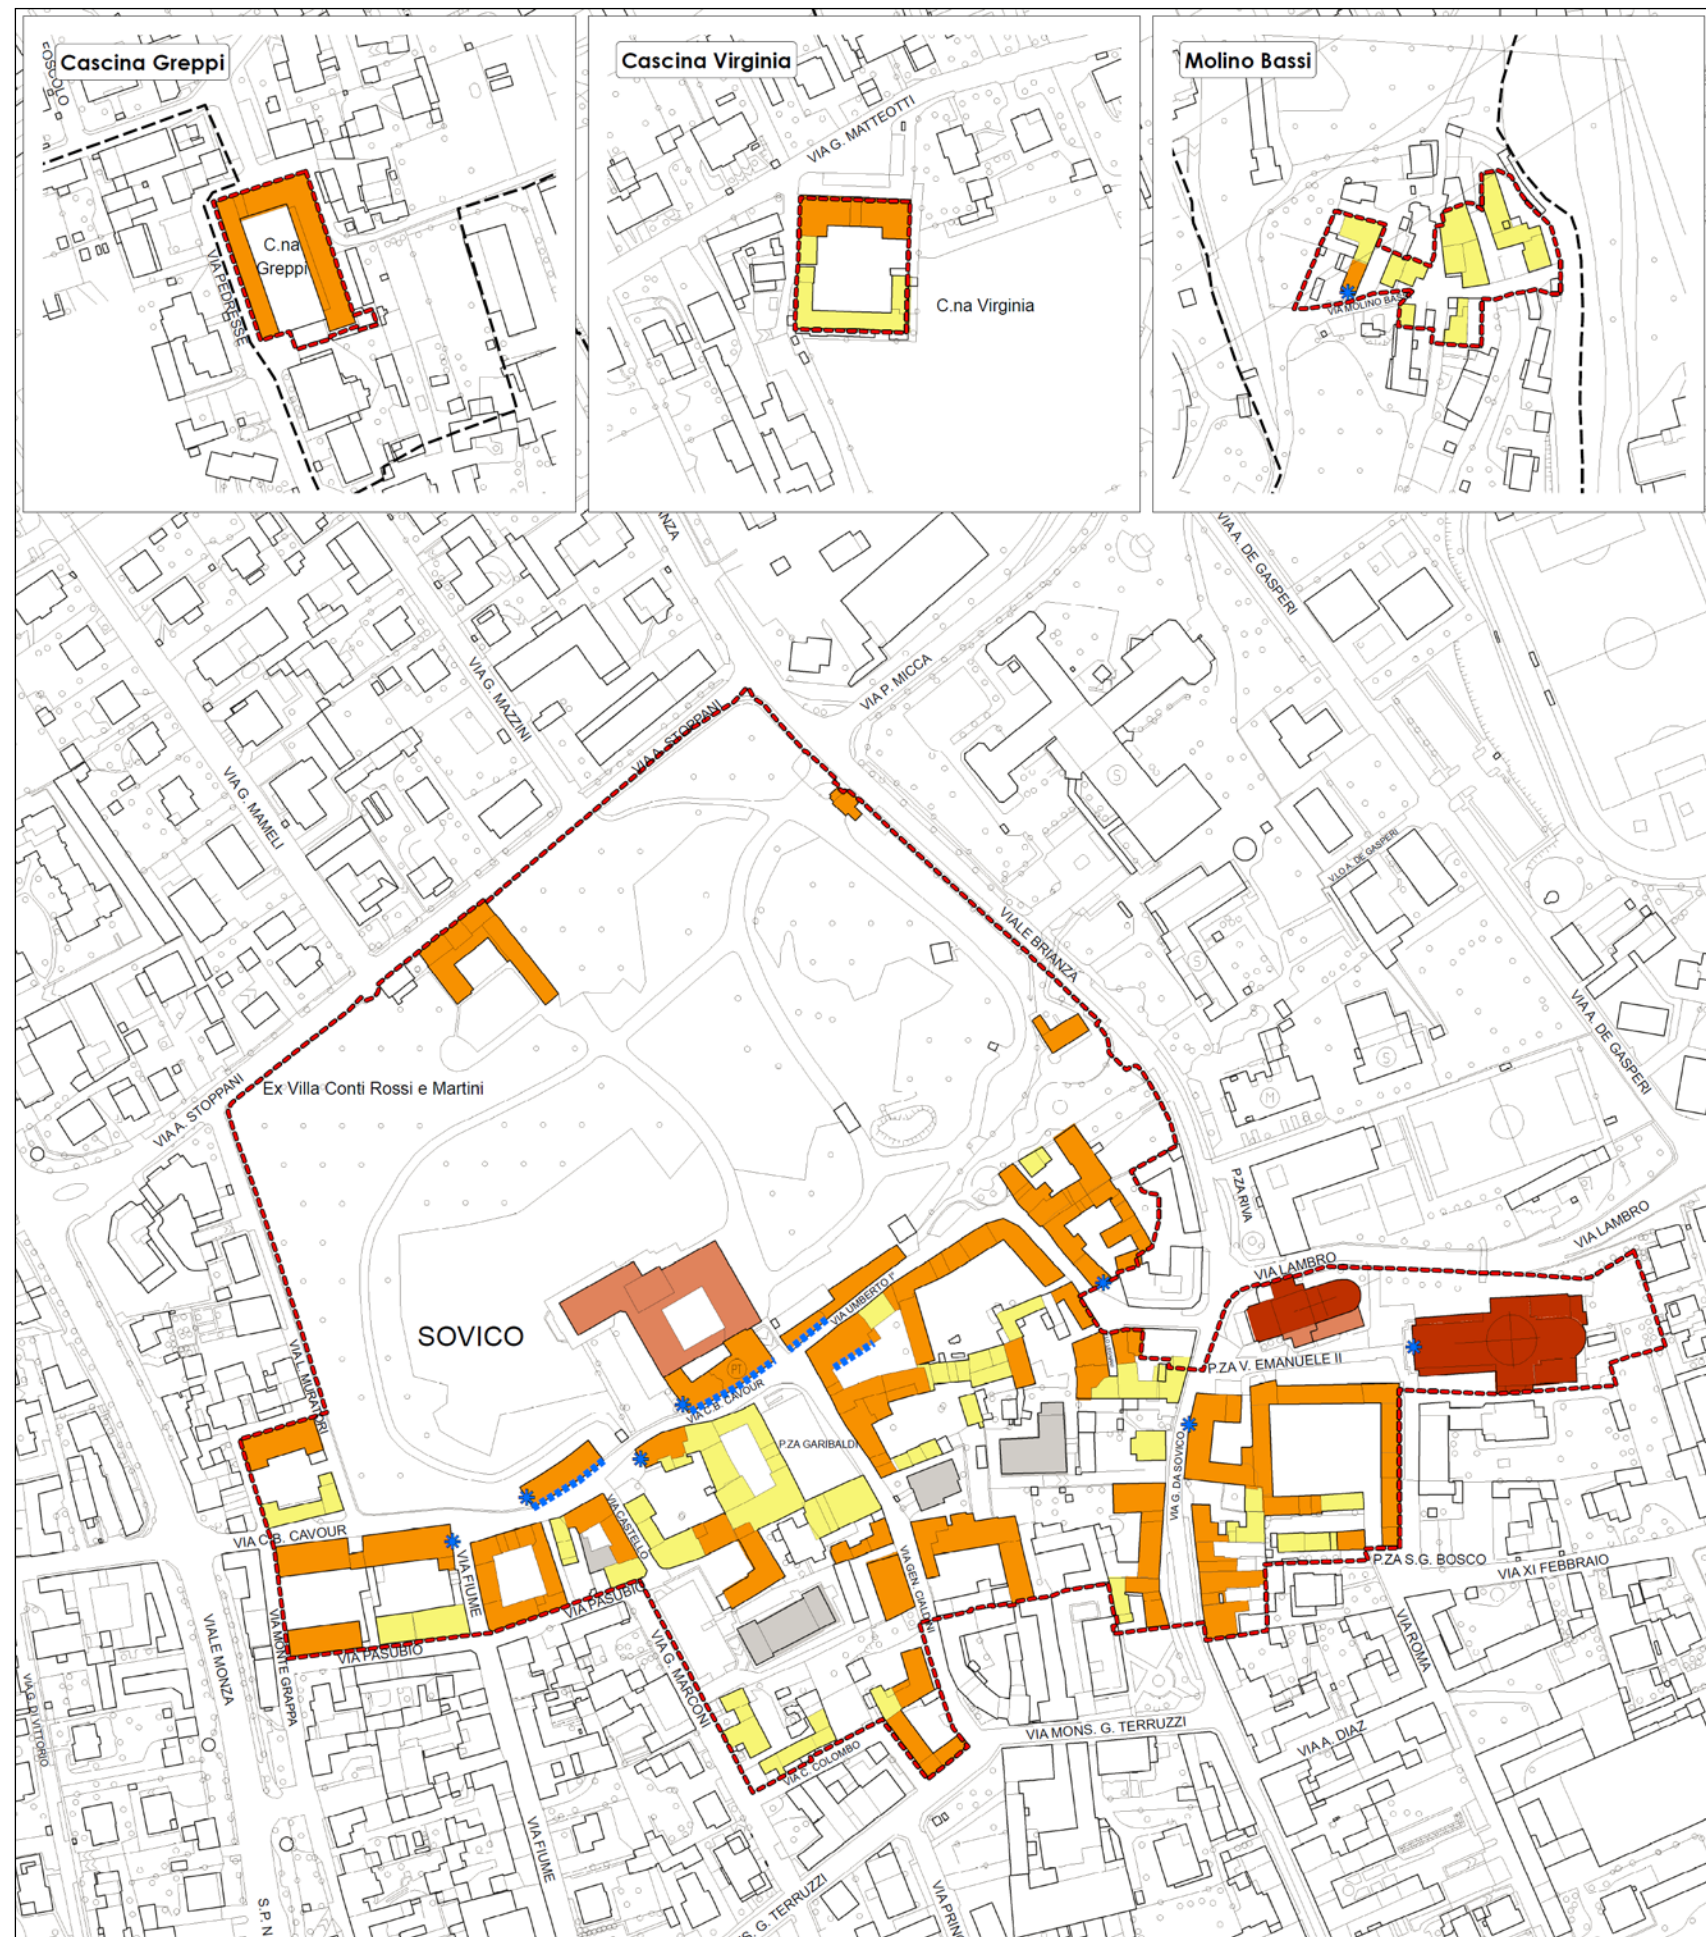 Cascina Greppi
FOSCOLO
C.na
Greppi
VIA PEDRESSE
Cascina Virginia
VIA G. MATTEOTTI
C.na Virginia
Molino Bassi
VIA MOLINO BASSI
VIA A. DE GASPERI
VIA P. MICCA
VIA G. MAZZINI
VIA A. STOPPANI
VIA G. MAMELI
S
V.LO A. DE GASPERI
VIALE BRIANZA
S
VIA A. DE GASPERI
S
M
Ex Villa Conti Rossi e Martini
VIA A. STOPPANI
P.ZA RIVA
VIA LAMBRO
VIA LAMBRO
VIA UMBERTO I°
SOVICO
PT
P.ZA V. EMANUELE II
VIA L. MURATORI
VIA C.B. CAVOUR
P.ZA GARIBALDI
VIA G. DA SOVICO
VIA CASTELLO
VIA C.B. CAVOUR
VIA FIUME
VIA GEN. CIALDINI
P.ZA S.G. BOSCO
VIA XI FEBBRAIO
VIA PASUBIO
VIA PASUBIO
VIA MONTE GRAPPA
VIALE MONZA
VIA G. MARCONI
VIA ROMA
VIA G. DI VITTORIO
VIA MONS. G. TERRUZZI
VIA A. DIAZ
VIA C. COLOMBO
VIA FIUME
S. G. TERRUZZI
VIA PRIN
S.P. N